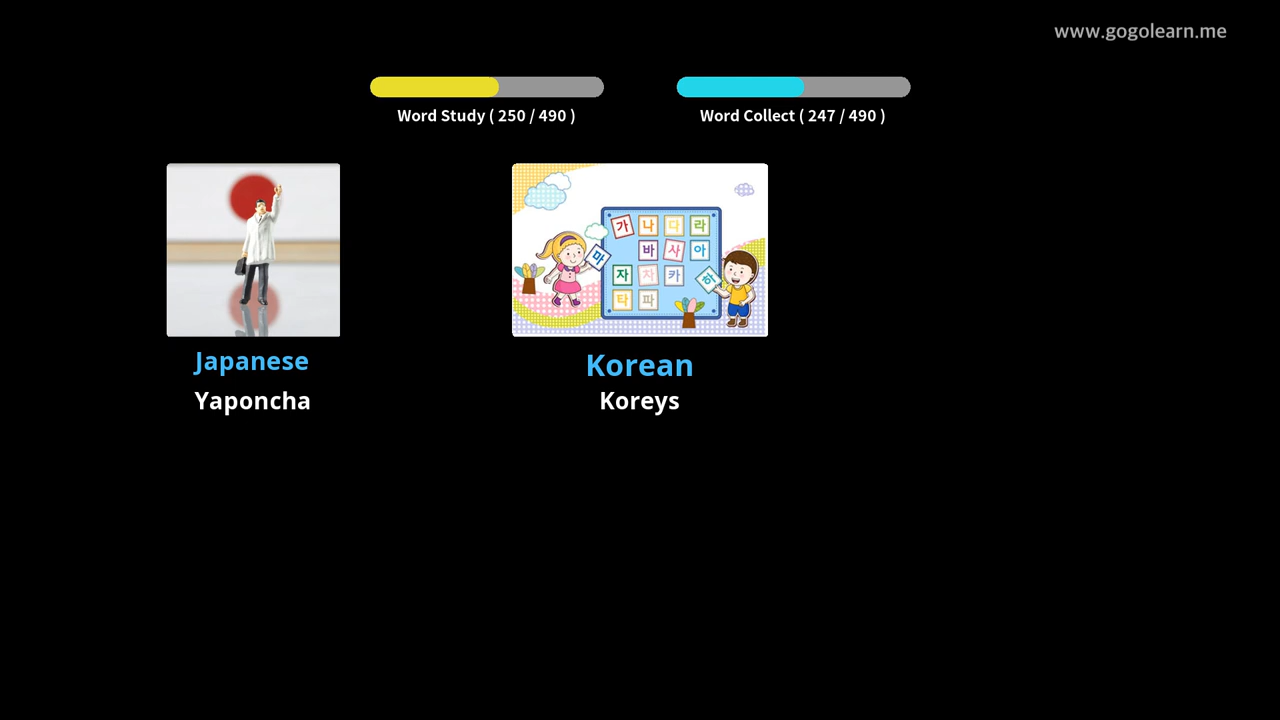 www.gogolearn.me
Word Study ( 250 / 490 )
Word Collect ( 247 / 490 )
가 나 다 라
마 바 사 아
자 차 카 하
타 파
Japanese
Yaponcha
Korean
Koreys